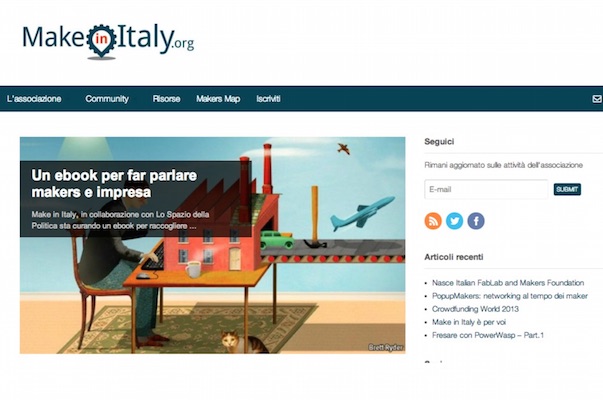 Make in Italy.org
L'associazione Community Risorse Makers Map Iscriviti
Un ebook per far parlare
makers e impresa
Make in Italy, in collaborazione con Lo Spazio della
Politica sta curando un ebook per raccogliere ...
Brett Ryder
Seguici
Rimani aggiornato sulle attività dell'associazione
E-mail
SUBMIT
Articoli recenti
Nasce Italian FabLab and Makers Foundation
PopupMakers: networking al tempo dei maker
Crowdfunding World 2013
Make in Italy è per voi
Fresare con PowerWasp – Part.1